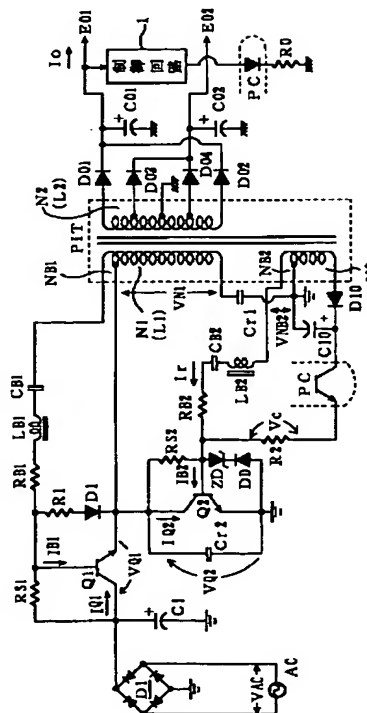 RS1
IB1
RB1
LB1
CB1
NB1
PIT
N2
(L2)
Io
E01
制御回路
1
C01
D01
D03
D04
D02
C02
E02
PC
R0
R1
D1
Q1
IQ1
VQ1
N1
(L1)
VN1
Cr1
C1
D1
VAC
AC
IQ2
RS2
IB2
Q2
Cr2
VQ2
ZD
DD
RB2
Ir
CB2
LB2
NB2
VNB2
C10
D10
PC
Vc
R2